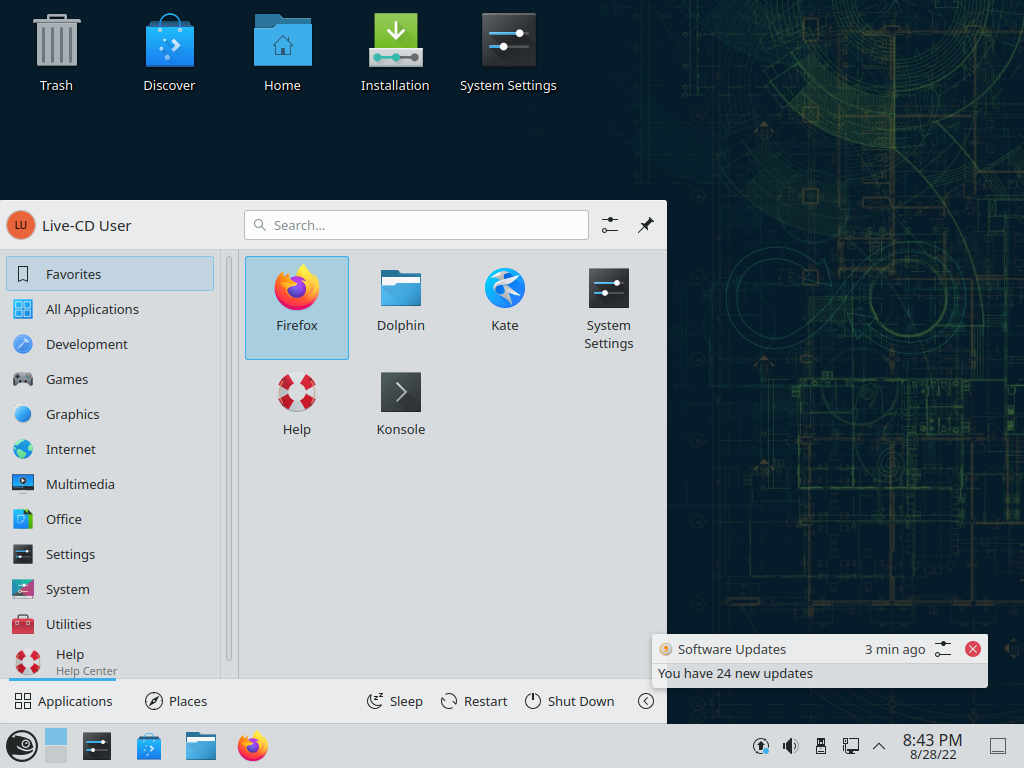 Trash
Discover
Home
Installation
System Settings
LU
Live-CD User
Search...
Favorites
All Applications
Development
Games
Graphics
Internet
Multimedia
Office
Settings
System
Utilities
Help
Help Center
Firefox
Dolphin
Kate
System
Settings
Help
Konsole
Applications
Places
Sleep
Restart
Shut Down
Software Updates
3 min ago
You have 24 new updates
8:43 PM
8/28/22